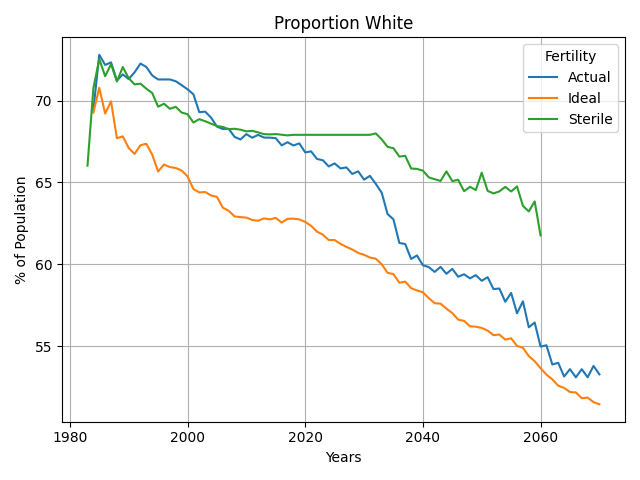 Proportion White
Fertility
Actual
Ideal
Sterile
% of Population
70
65
60
55
1980
2000
2020
2040
2060
Years